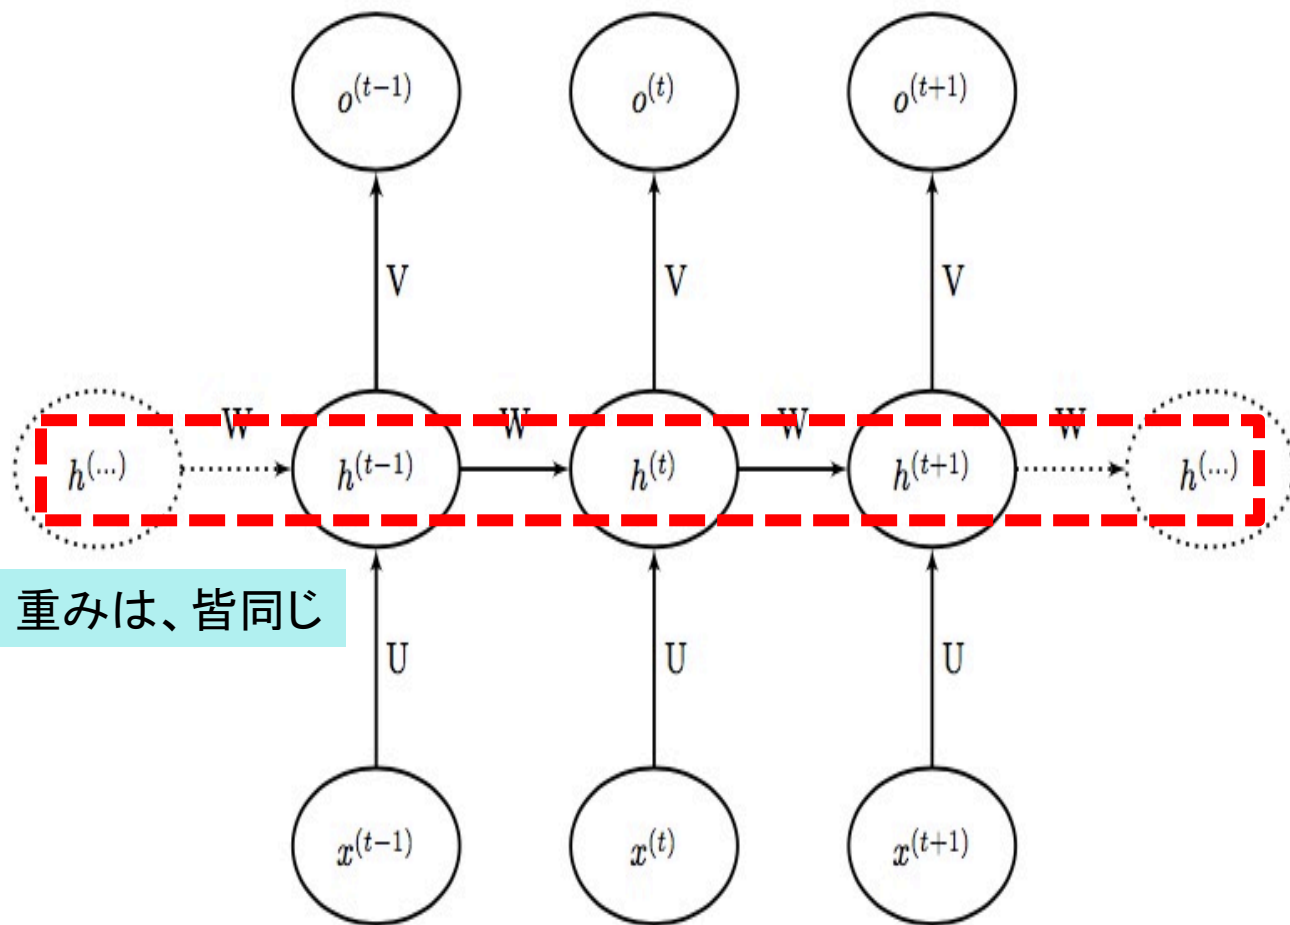 o^(t−1) o^(t) o^(t+1)
V V V
W W W W
h^(...) h^(t−1) h^(t) h^(t+1) h^(...)
重みは、皆同じ
U U U
x^(t−1) x^(t) x^(t+1)